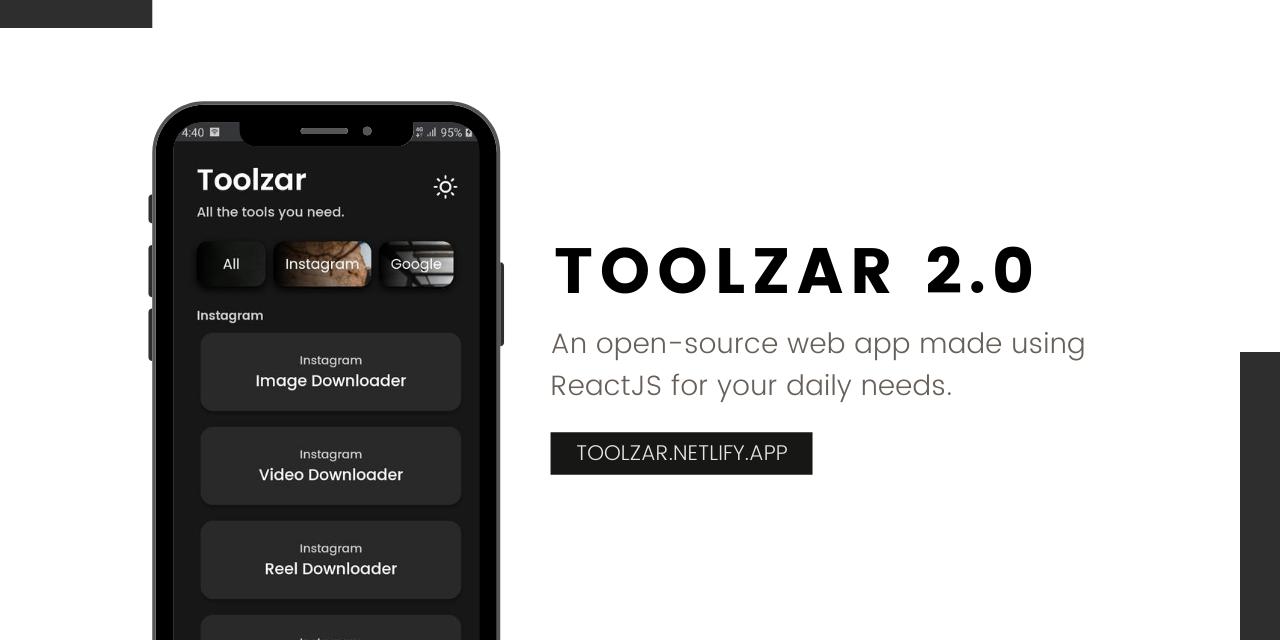 4:40
4G
95%
Toolzar
All the tools you need.
All
Instagram
Google
Instagram
Instagram
Image Downloader
Instagram
Video Downloader
Instagram
Reel Downloader
TOOLZAR 2.0
An open-source web app made using
ReactJS for your daily needs.
TOOLZAR.NETLIFY.APP